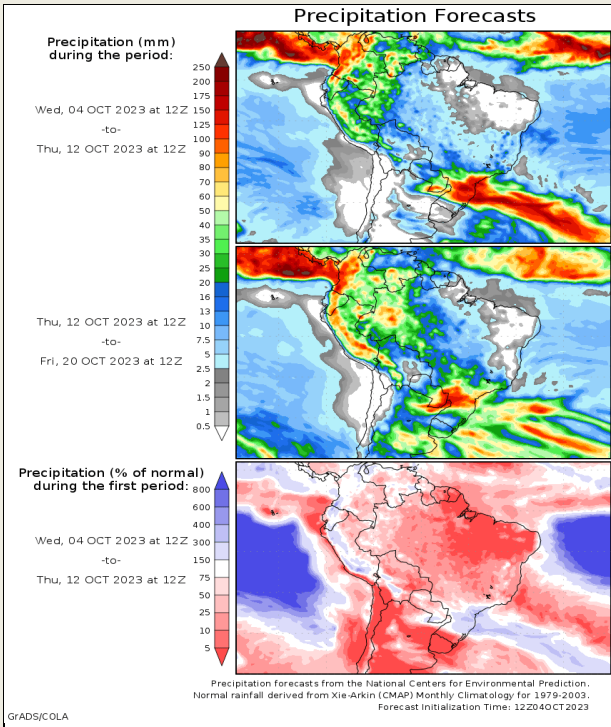 Precipitation Forecasts
Precipitation (mm)
during the period:
Wed, 04 OCT 2023 at 12Z
-to-
Thu, 12 OCT 2023 at 12Z
250
200
175
150
125
100
90
80
70
60
50
40
35
30
25
20
16
13
10
7.5
5
2.5
2
1.5
1
0.5
Thu, 12 OCT 2023 at 12Z
-to-
Fri, 20 OCT 2023 at 12Z
Precipitation (% of normal)
during the first period:
Wed, 04 OCT 2023 at 12Z
-to-
Thu, 12 OCT 2023 at 12Z
800
600
400
300
150
75
50
25
10
5
Precipitation forecasts from the National Centers for Environmental Prediction.
Normal rainfall derived from Xie-Arkin (CMAP) Monthly Climatology for 1979-2003.
Forecast Initialization Time: 12Z04OCT2023
GrADS/COLA